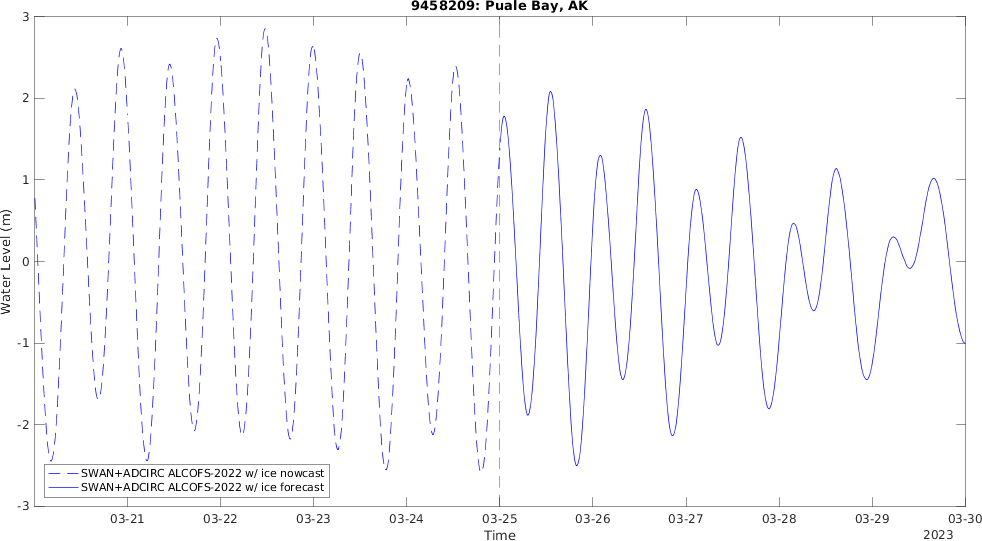 9458209: Puale Bay, AK
3
2
1
0
-1
-2
-3
Water Level (m)
SWAN+ADCIRC ALCOFS-2022 w/ ice nowcast
SWAN+ADCIRC ALCOFS-2022 w/ ice forecast
03-21 03-22 03-23 03-24 03-25 03-26 03-27 03-28 03-29 03-30
Time
2023